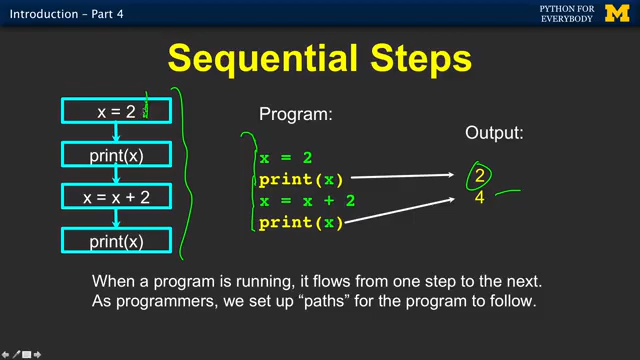 Introduction – Part 4
PYTHON FOR
EVERYBODY
M
Sequential Steps
x = 2
print(x)
x = x + 2
print(x)
Program:
x = 2
print(x)
x = x + 2
print(x)
Output:
2
4
When a program is running, it flows from one step to the next.
As programmers, we set up “paths” for the program to follow.